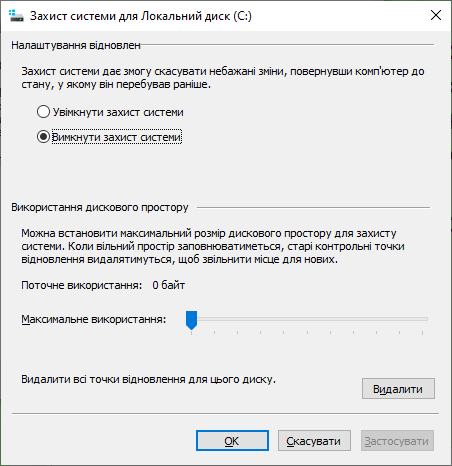 Захист системи для Локальний диск (C:)
Налаштування відновлен
Захист системи дає змогу скасувати небажані зміни, повернувши комп'ютер до
стану, у якому він перебував раніше.
Увімкнути захист системи
Вимкнути захист системи
Використання дискового простору
Можна встановити максимальний розмір дискового простору для захисту
системи. Коли вільний простір заповнюватиметься, старі контрольні точки
відновлення видалятимуться, щоб звільнити місце для нових.
Поточне використання: 0 байт
Максимальне використання:
Видалити всі точки відновлення для цього диску.
Видалити
OK
Скасувати
Застосувати